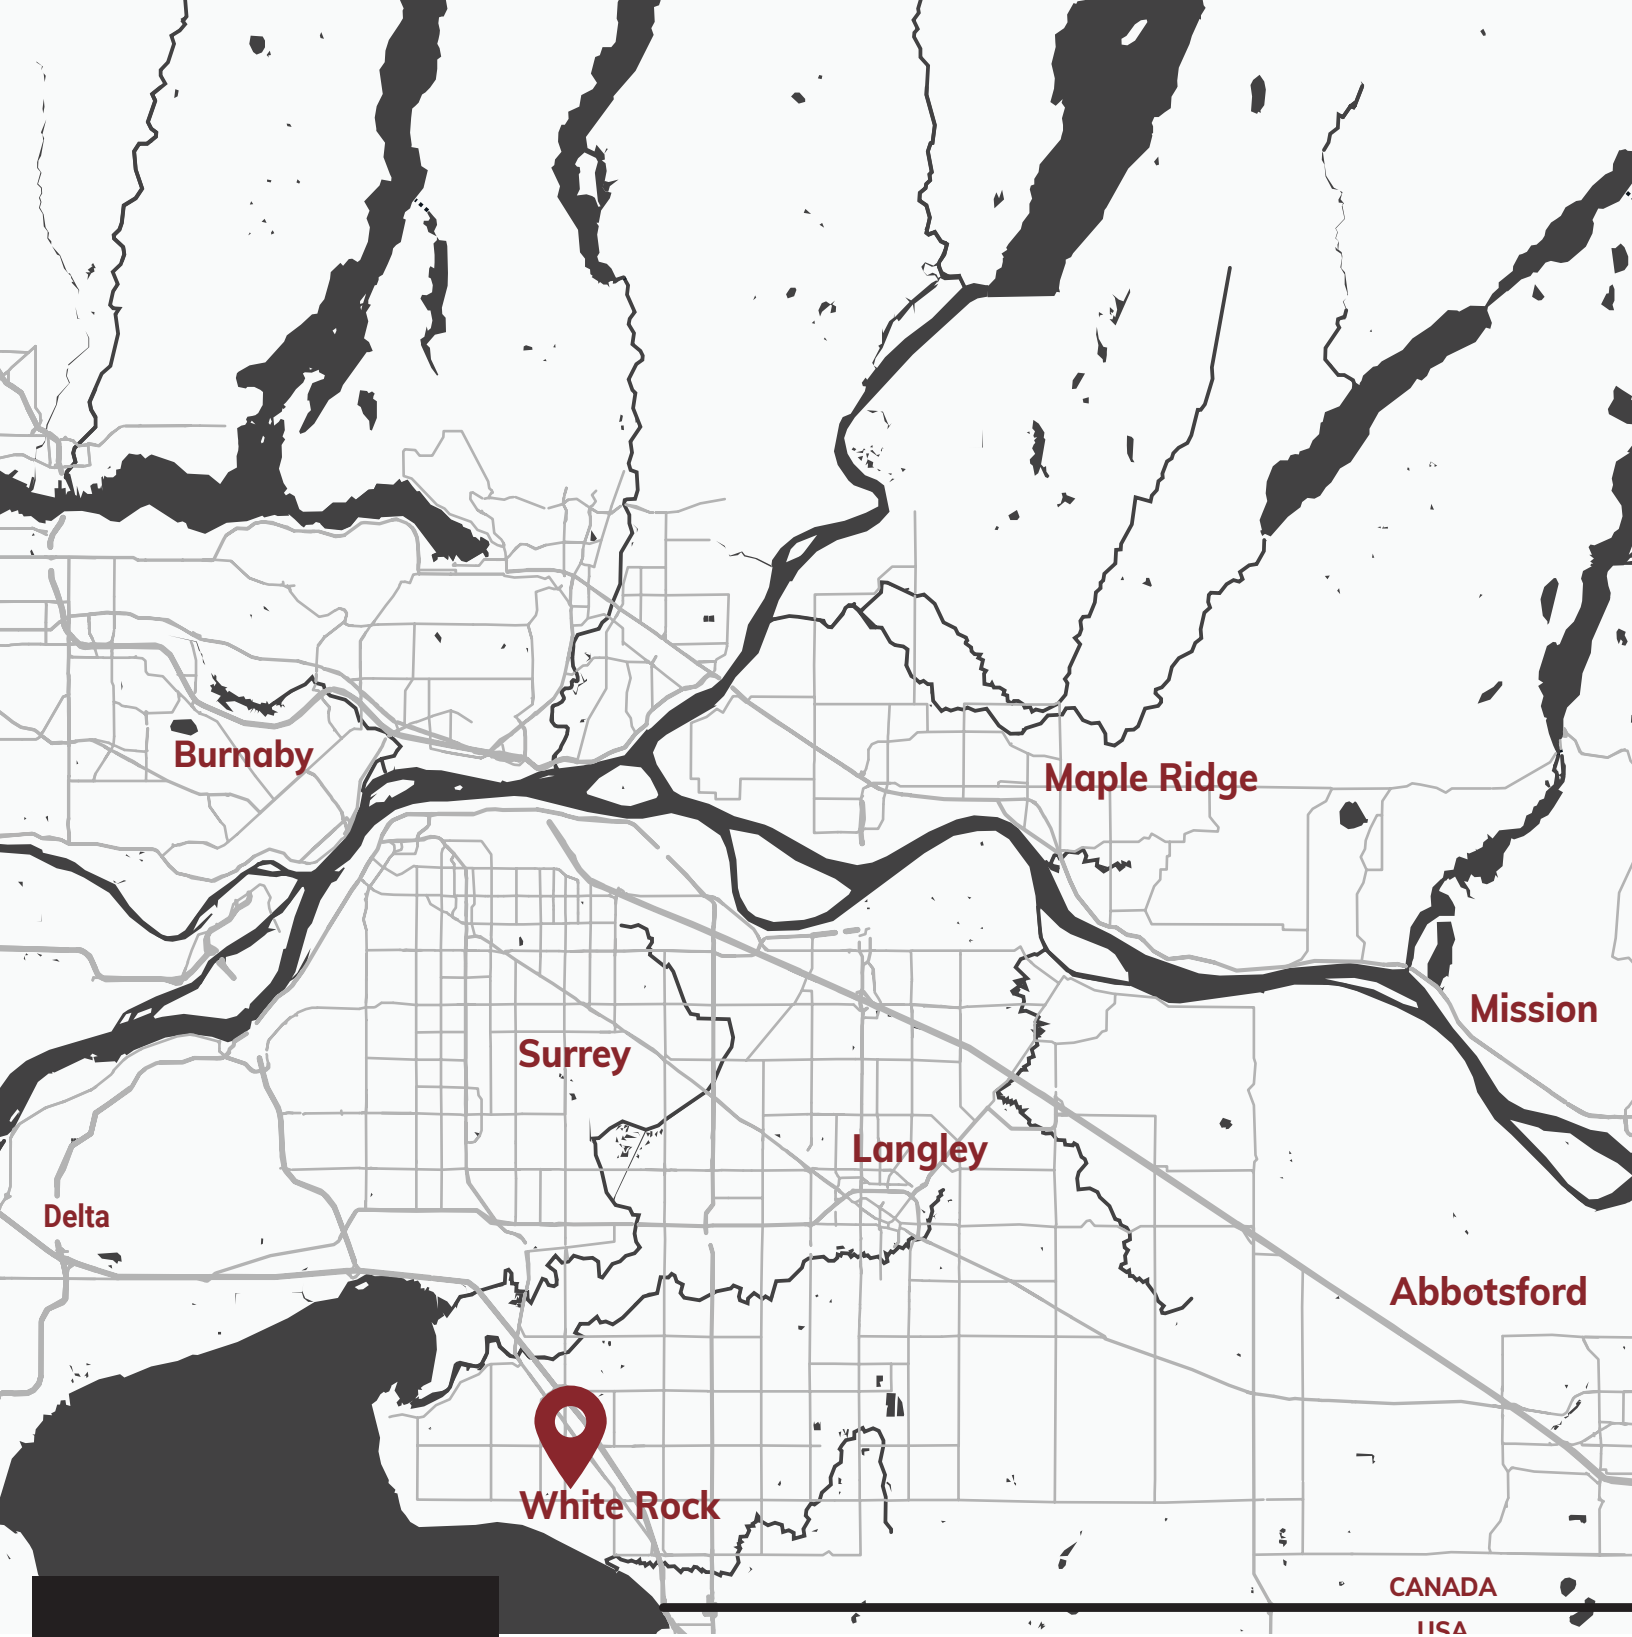 Burnaby
Maple Ridge
Mission
Surrey
Langley
Delta
Abbotsford
White Rock
CANADA
USA